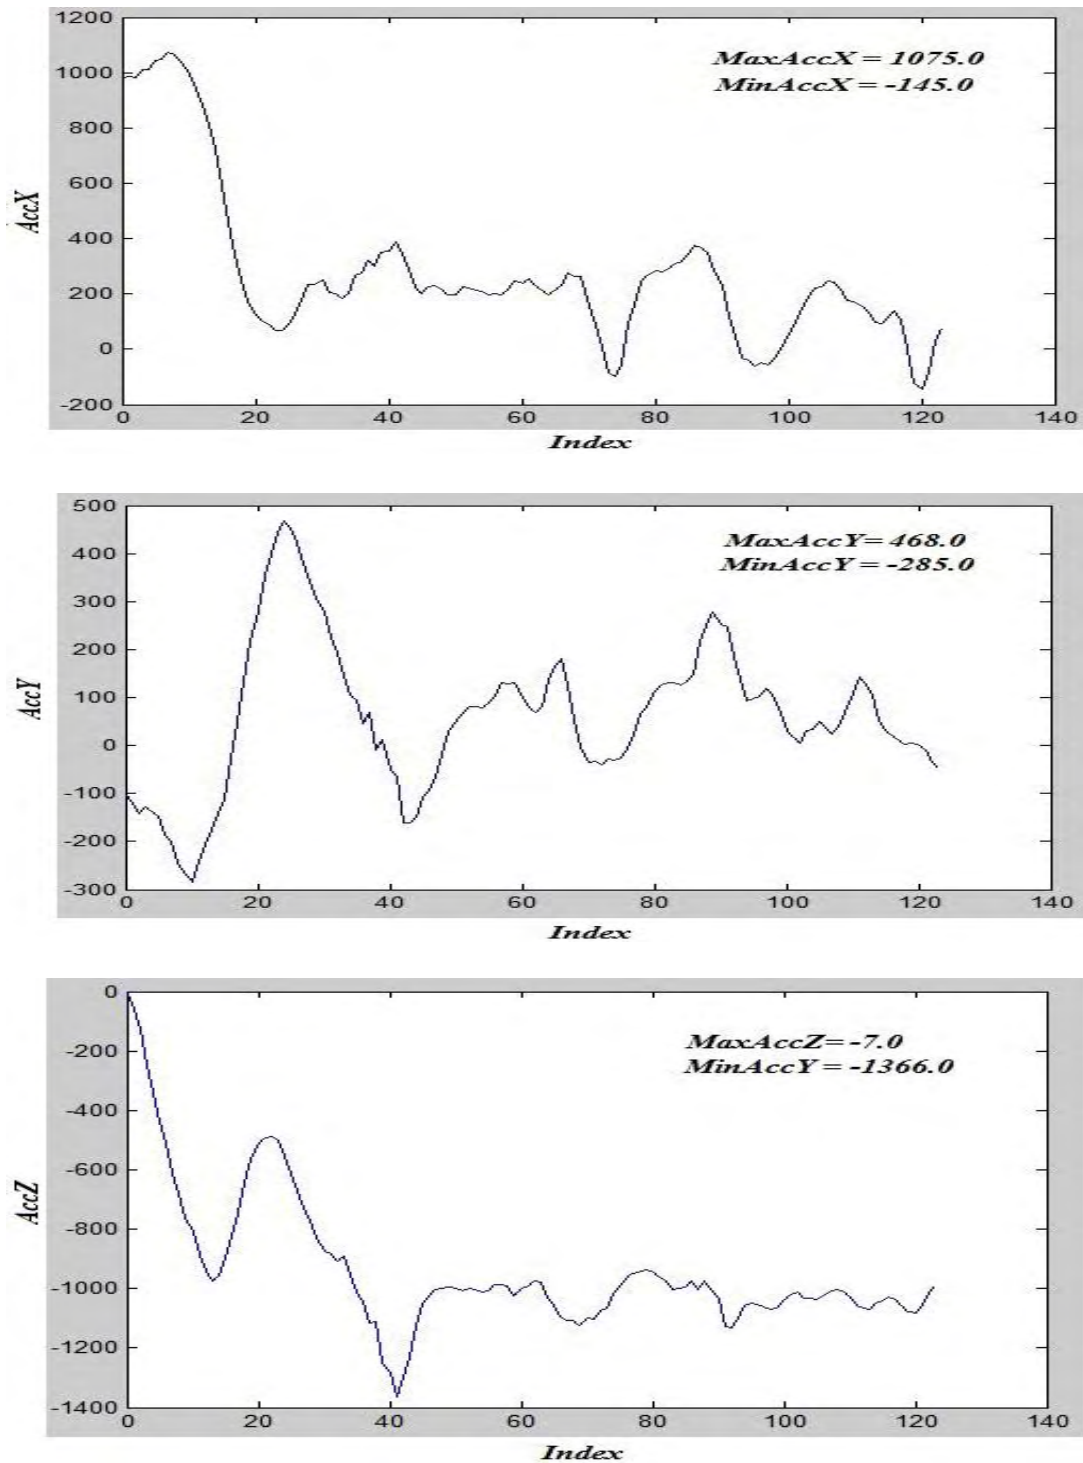 1200
MaxAccX = 1075.0
MinAccX = -145.0
1000
800
600
400
200
0
-200
AccX
0 20 40 60 80 100 120 140
Index
500
MaxAccY= 468.0
MinAccY = -285.0
400
300
200
100
0
-100
-200
-300
AccY
0 20 40 60 80 100 120 140
Index
0
MaxAccZ= -7.0
MinAccY = -1366.0
-200
-400
-600
-800
-1000
-1200
-1400
AccZ
0 20 40 60 80 100 120 140
Index